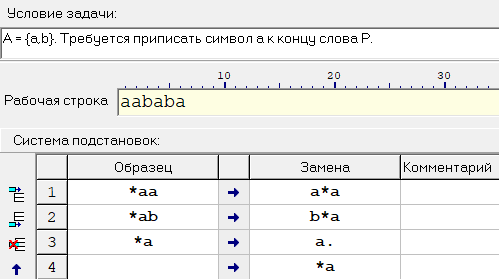 Условие задачи:
A = {a,b}. Требуется приписать символ a к концу слова P.
10 20 30
Рабочая строка aababa
Система подстановок:
Образец Замена Комментарий
1 *aa → a*a
2 *ab → b*a
3 *a → a.
4 → *a